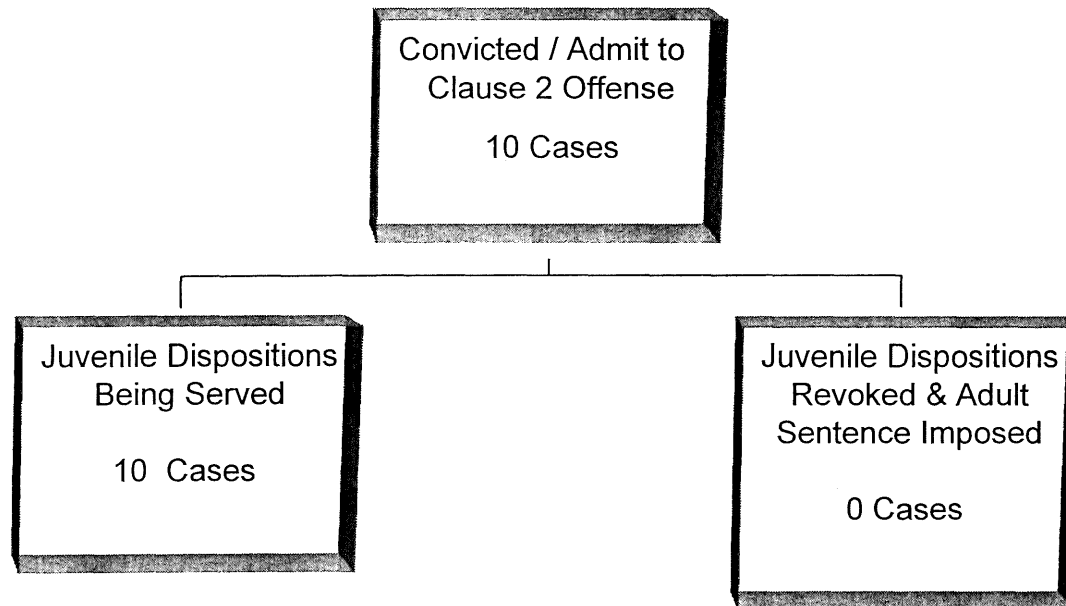 Convicted / Admit to
Clause 2 Offense
10 Cases
Juvenile Dispositions
Being Served
10 Cases
Juvenile Dispositions
Revoked & Adult
Sentence Imposed
0 Cases